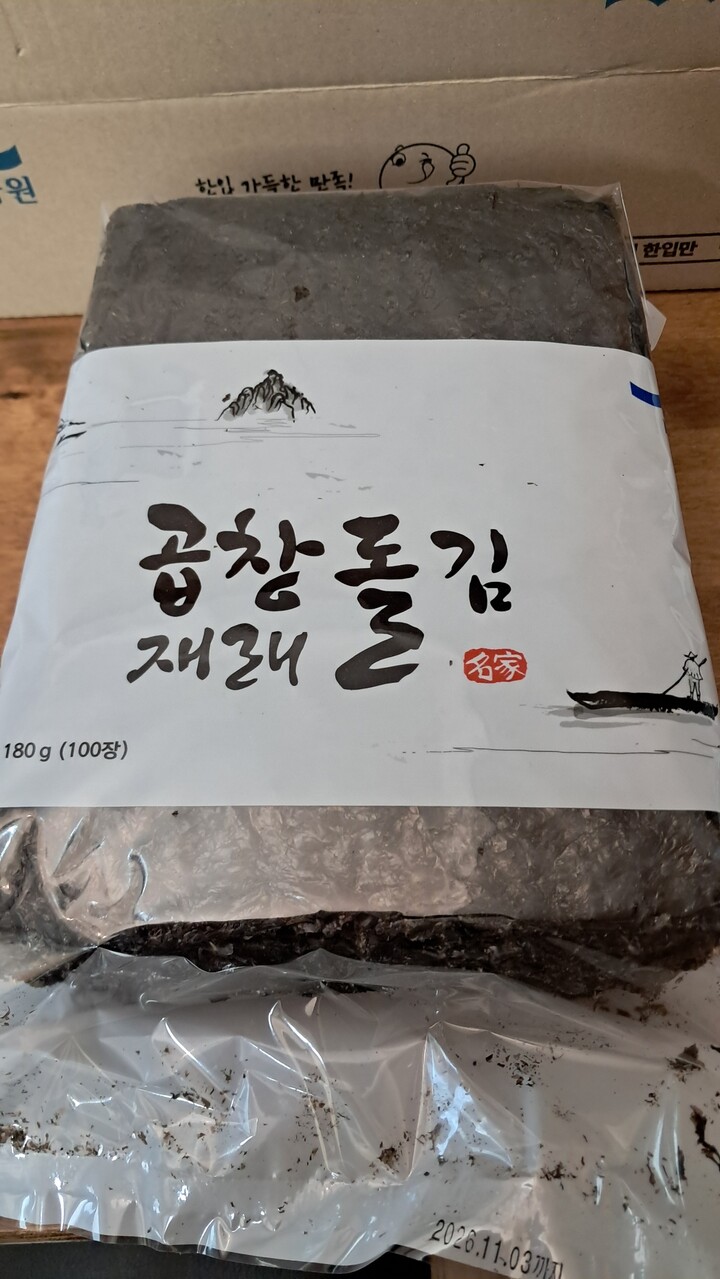 원
한입 가득한 만족!
한입만
곱창돌김
재래
名家
180g (100장)
2026.11.03까지